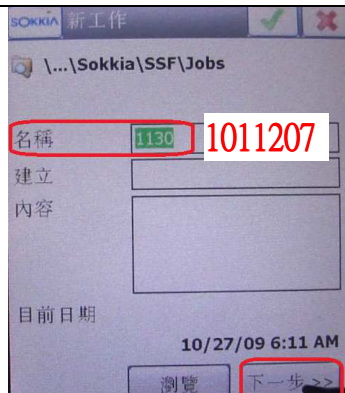 SOKKIA 新工作
\...\Sokkia\SSF\Jobs
名稱 1130 1011207
建立
內容
目前日期
10/27/09 6:11 AM
瀏覽 下一步 >>